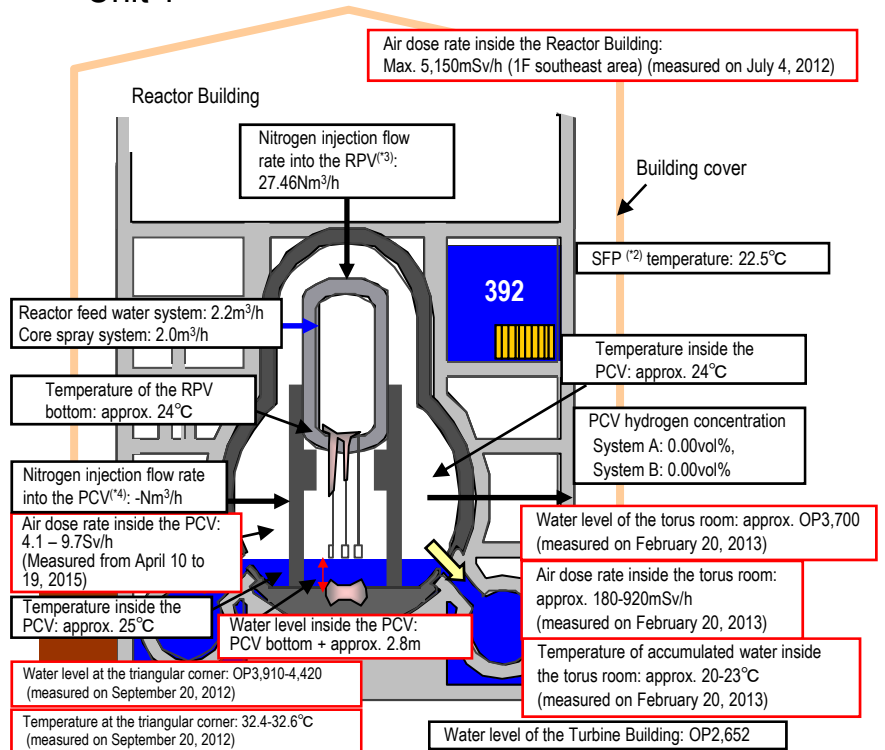 Air dose rate inside the Reactor Building:
Max. 5,150mSv/h (1F southeast area) (measured on July 4, 2012)
Reactor Building
Nitrogen injection flow
rate into the RPV(*3):
27.46Nm3/h
Building cover
SFP (*2) temperature: 22.5℃
392
Reactor feed water system: 2.2m3/h
Core spray system: 2.0m3/h
Temperature inside the
PCV: approx. 24℃
Temperature of the RPV
bottom: approx. 24℃
PCV hydrogen concentration
System A: 0.00vol%,
System B: 0.00vol%
Nitrogen injection flow rate
into the PCV(*4): -Nm3/h
Air dose rate inside the PCV:
4.1 – 9.7Sv/h
(Measured from April 10 to
19, 2015)
Water level of the torus room: approx. OP3,700
(measured on February 20, 2013)
Air dose rate inside the torus room:
approx. 180-920mSv/h
(measured on February 20, 2013)
Temperature inside the
PCV: approx. 25℃
Water level inside the PCV:
PCV bottom + approx. 2.8m
Temperature of accumulated water inside
the torus room: approx. 20-23℃
(measured on February 20, 2013)
Water level at the triangular corner: OP3,910-4,420
(measured on September 20, 2012)
Temperature at the triangular corner: 32.4-32.6℃
(measured on September 20, 2012)
Water level of the Turbine Building: OP2,652